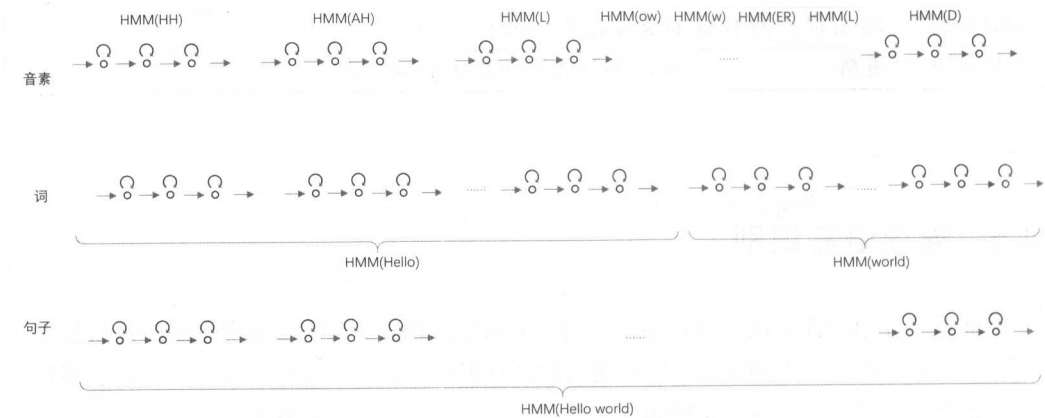 HMM(HH) HMM(AH) HMM(L) HMM(ow) HMM(w) HMM(ER) HMM(L) HMM(D)
音素 ......
词 ...... ......
HMM(Hello) HMM(world)
句子 ......
HMM(Hello world)